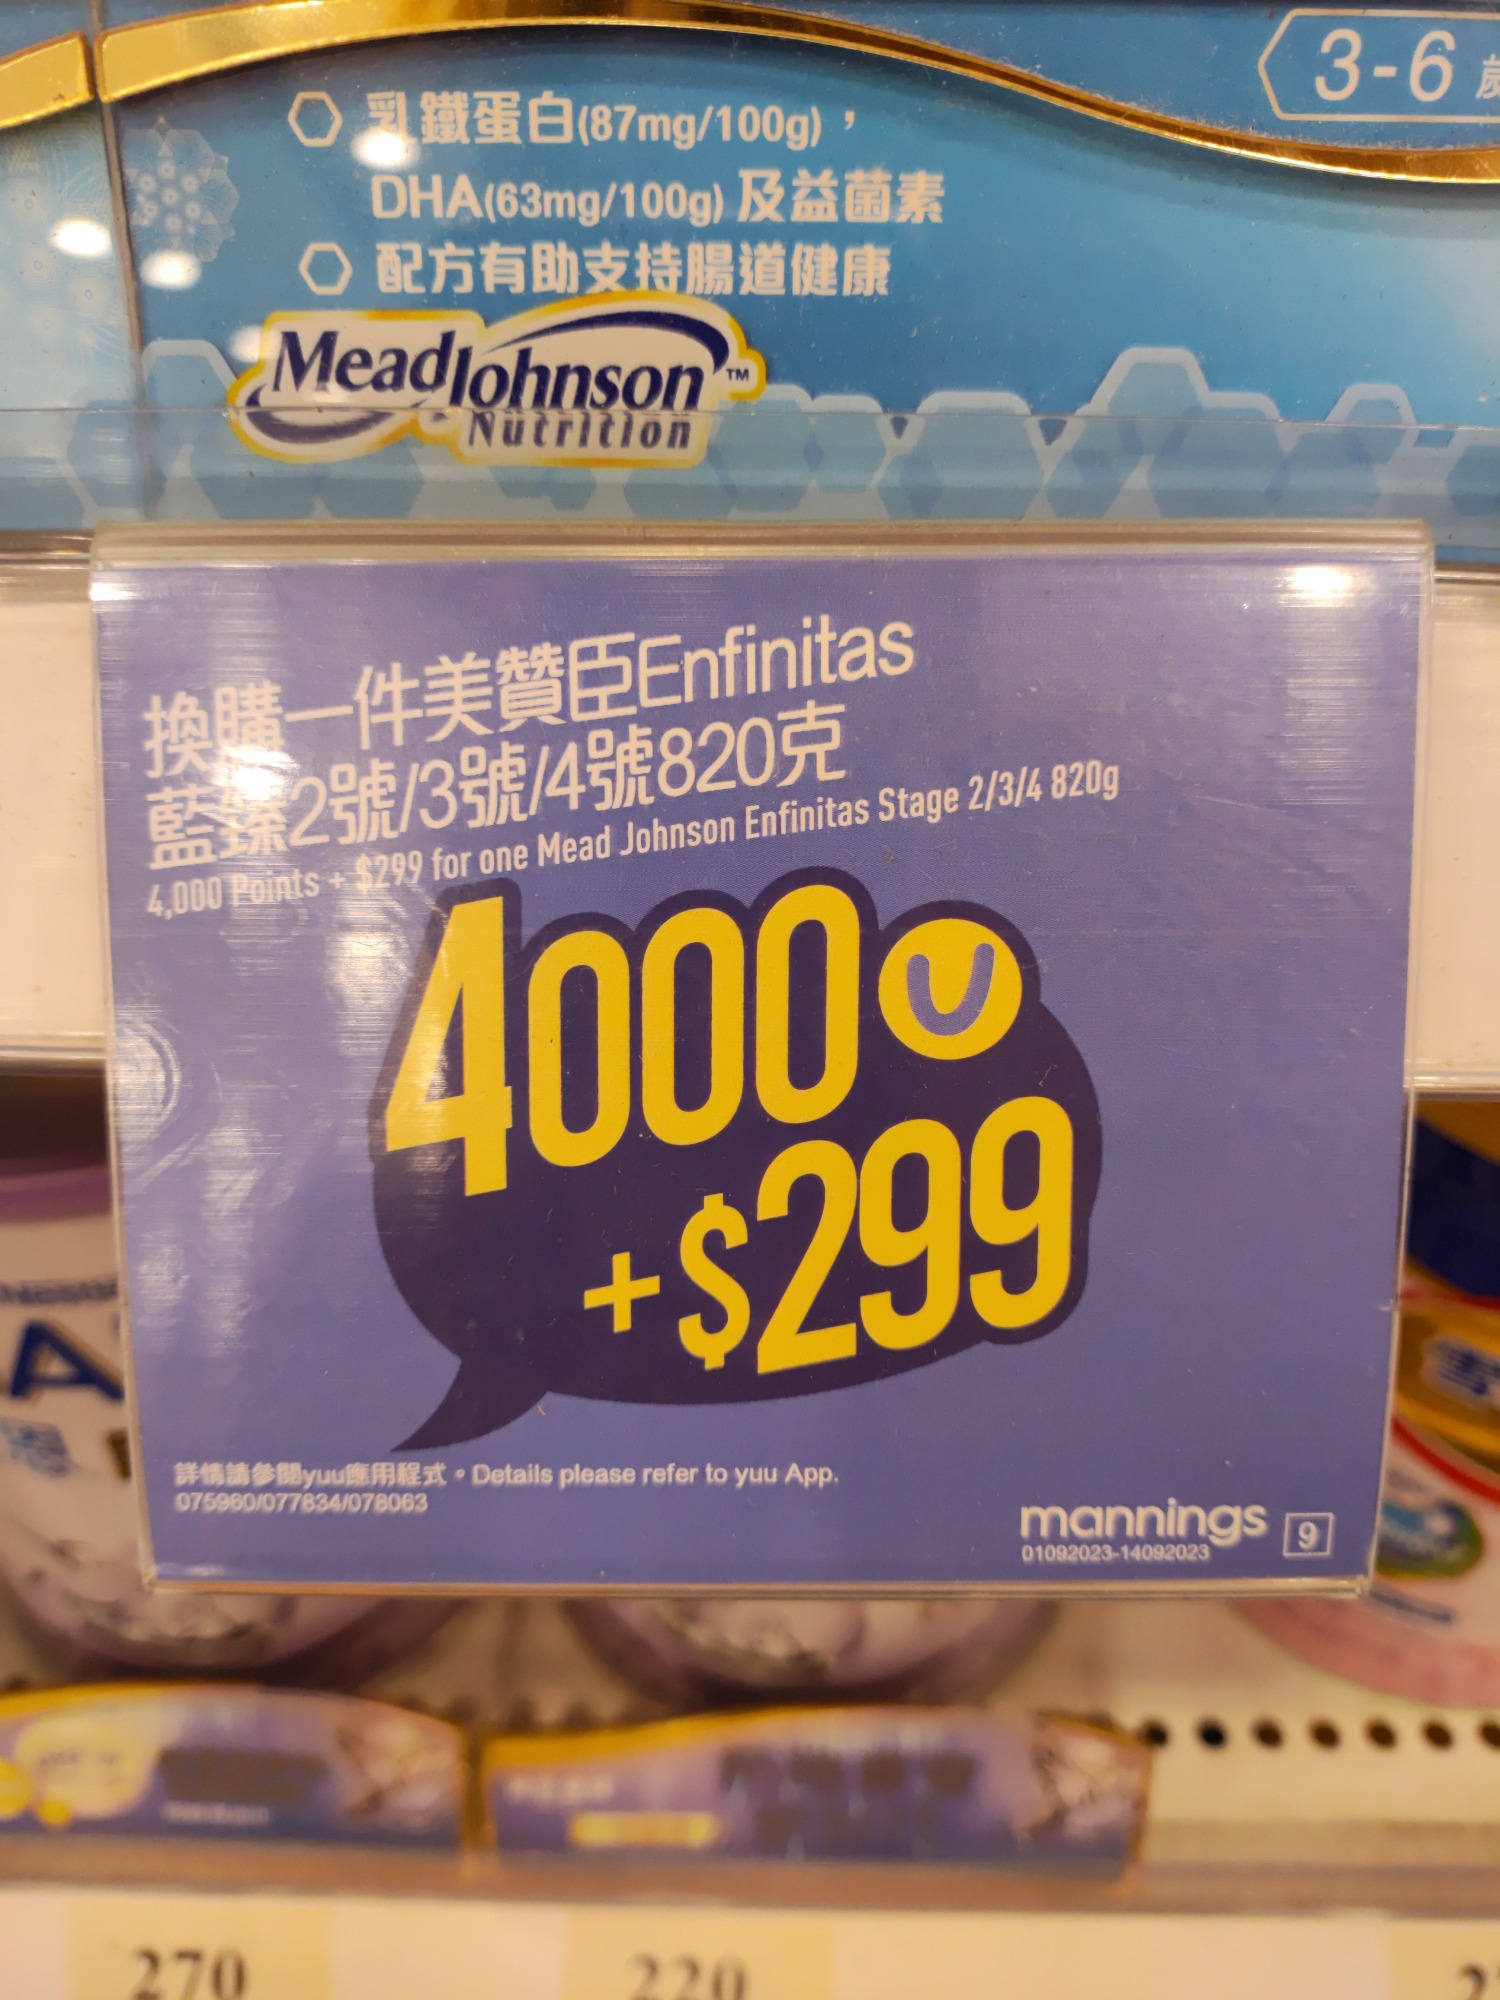 3-6 歲
乳鐵蛋白(87mg/100g)，
DHA(63mg/100g) 及益菌素
配方有助支持腸道健康
MeadJohnson™
Nutrition
換購一件美贊臣Enfinitas
藍臻2號/3號/4號820克
4,000 Points + $299 for one Mead Johnson Enfinitas Stage 2/3/4 820g
4000
+$299
詳情請參閱yuu應用程式。Details please refer to yuu App.
075960/077834/078063
mannings
01092023-14092023
9
A
270
220